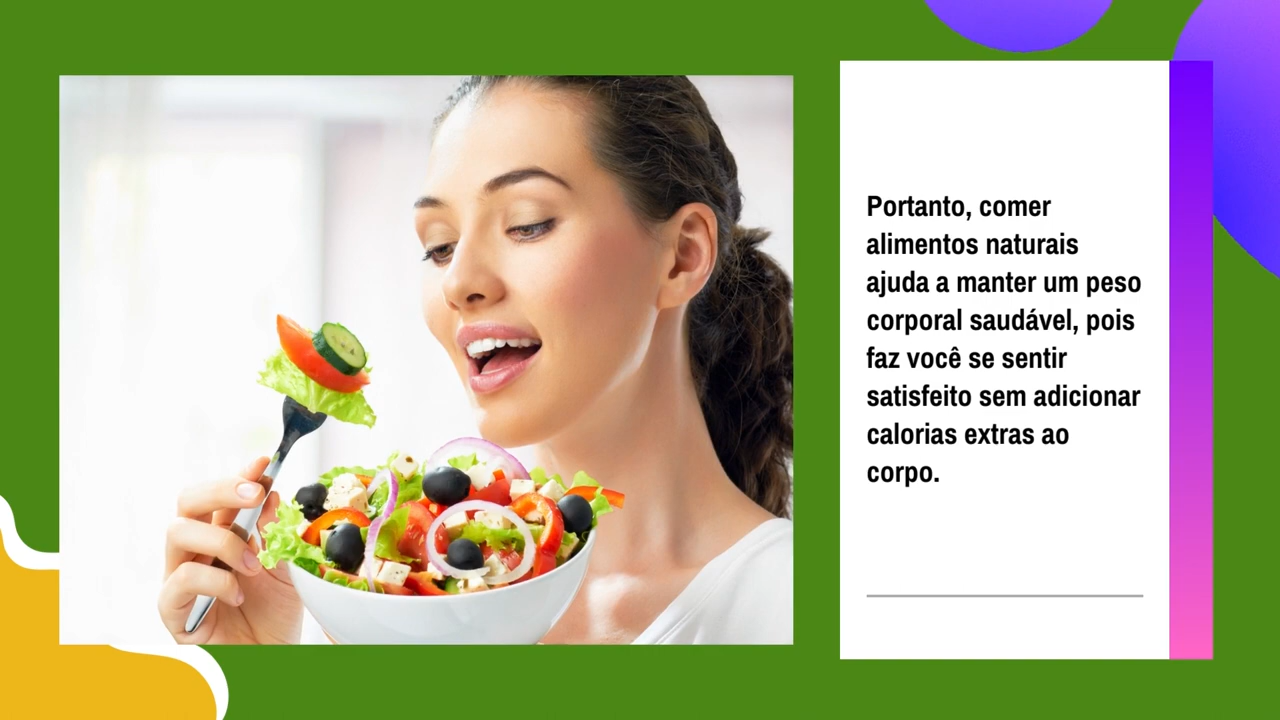 Portanto, comer
alimentos naturais
ajuda a manter um peso
corporal saudável, pois
faz você se sentir
satisfeito sem adicionar
calorias extras ao
corpo.